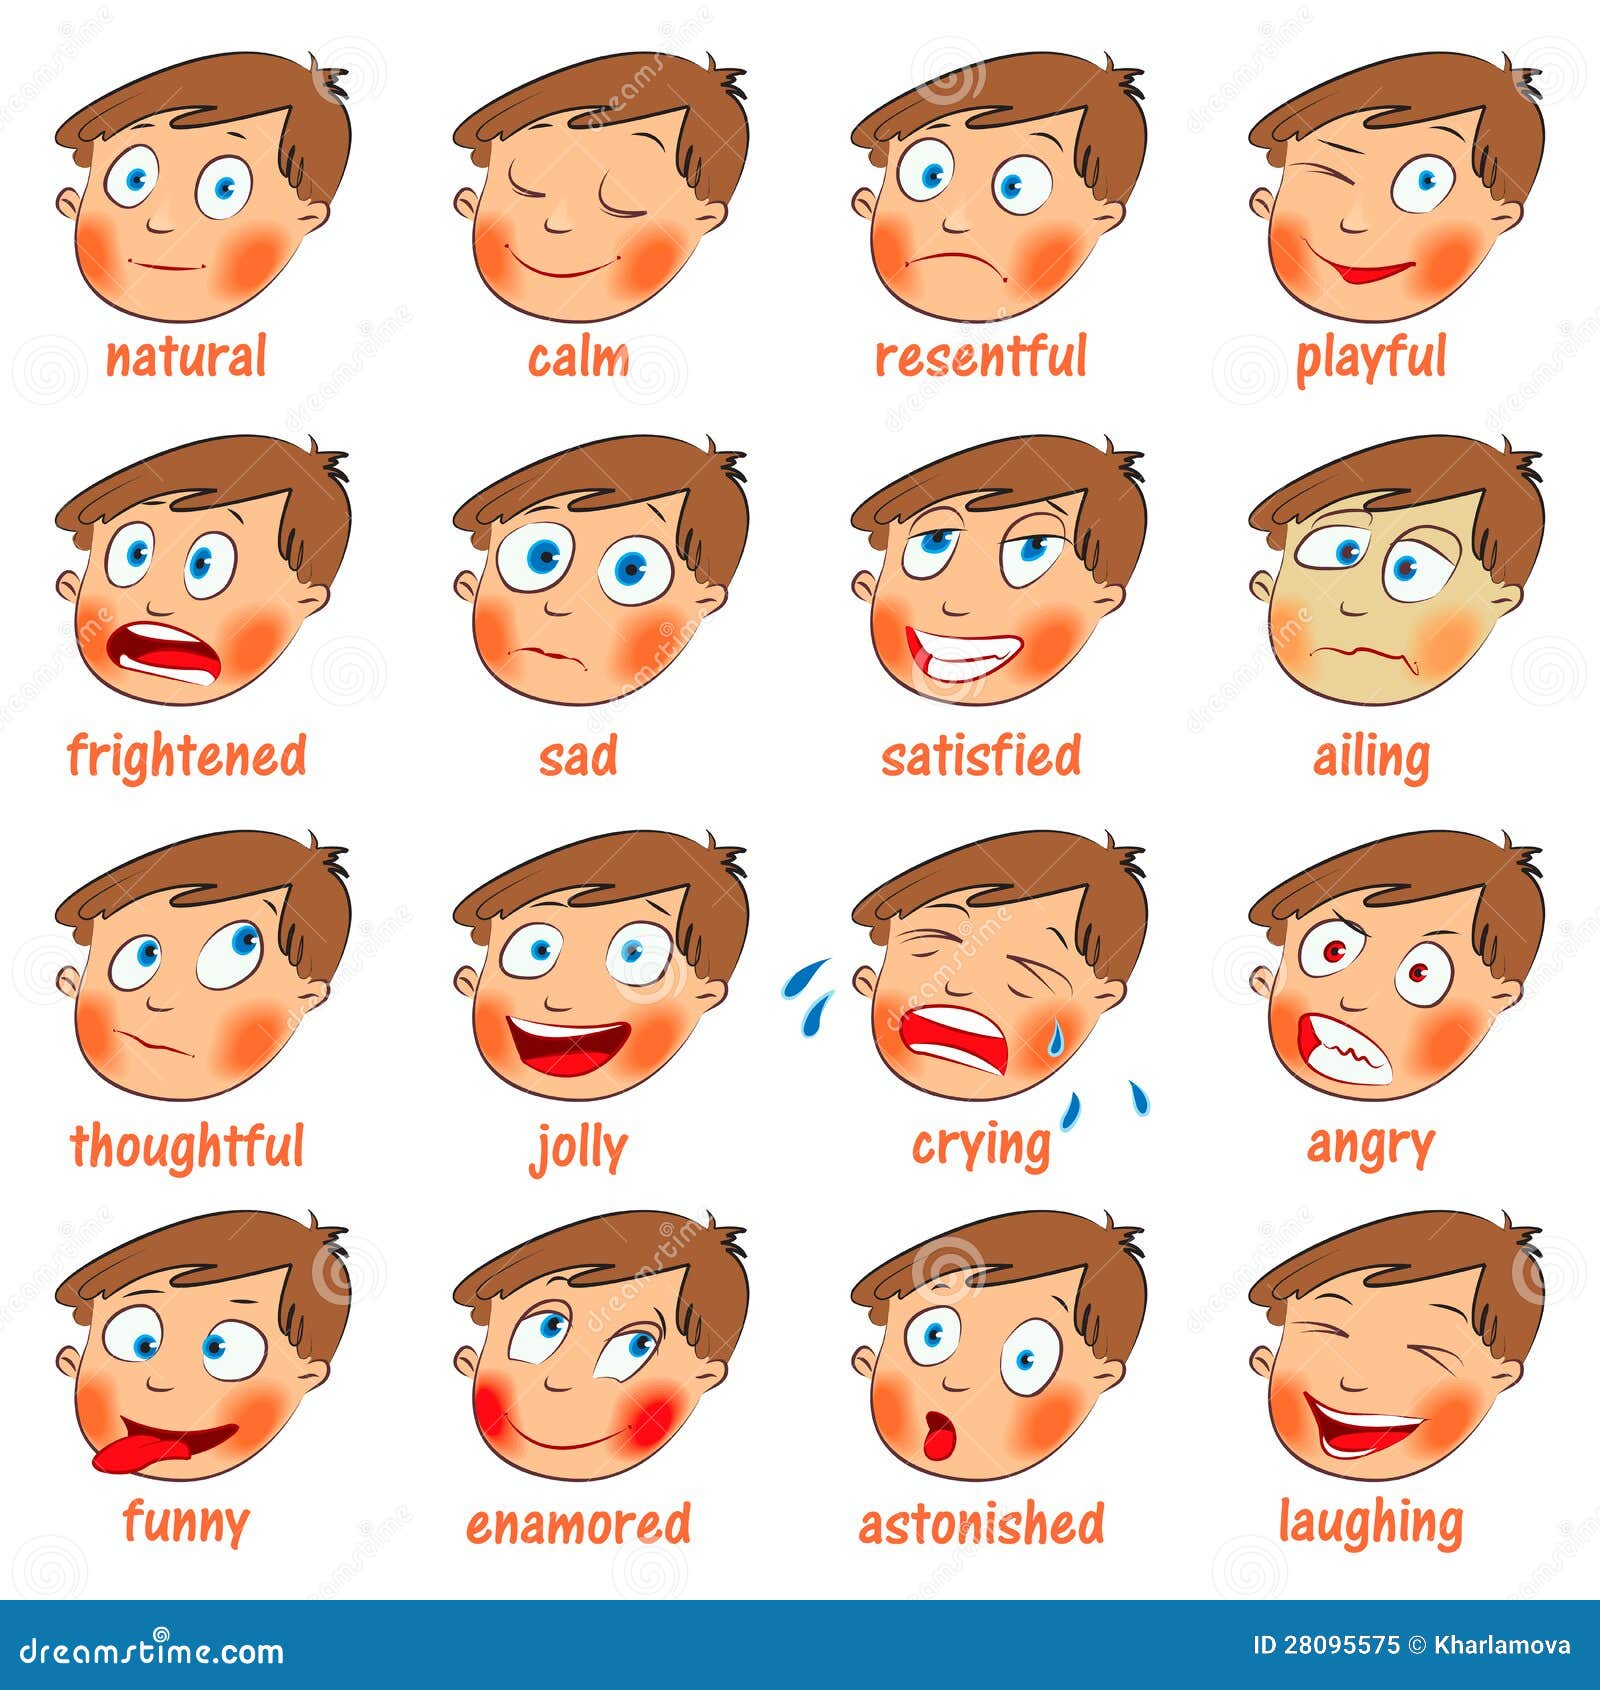 natural calm resentful playful
frightened sad satisfied ailing
thoughtful jolly crying angry
funny enamored astonished laughing
dreamstime.com
ID 28095575 © Kharlamova